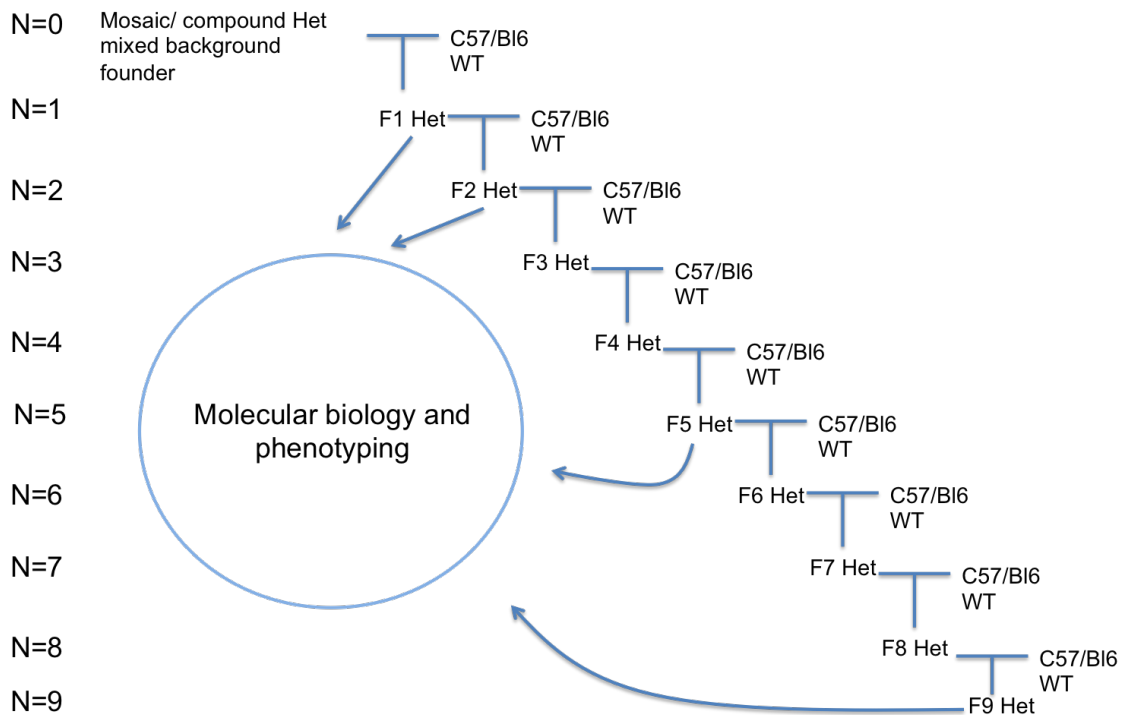 N=0
Mosaic/ compound Het
mixed background
founder
C57/Bl6
WT
N=1
F1 Het
C57/Bl6
WT
N=2
F2 Het
C57/Bl6
WT
N=3
F3 Het
C57/Bl6
WT
N=4
F4 Het
C57/Bl6
WT
N=5
F5 Het
C57/Bl6
WT
Molecular biology and
phenotyping
N=6
F6 Het
C57/Bl6
WT
N=7
F7 Het
C57/Bl6
WT
N=8
F8 Het
C57/Bl6
WT
N=9
F9 Het